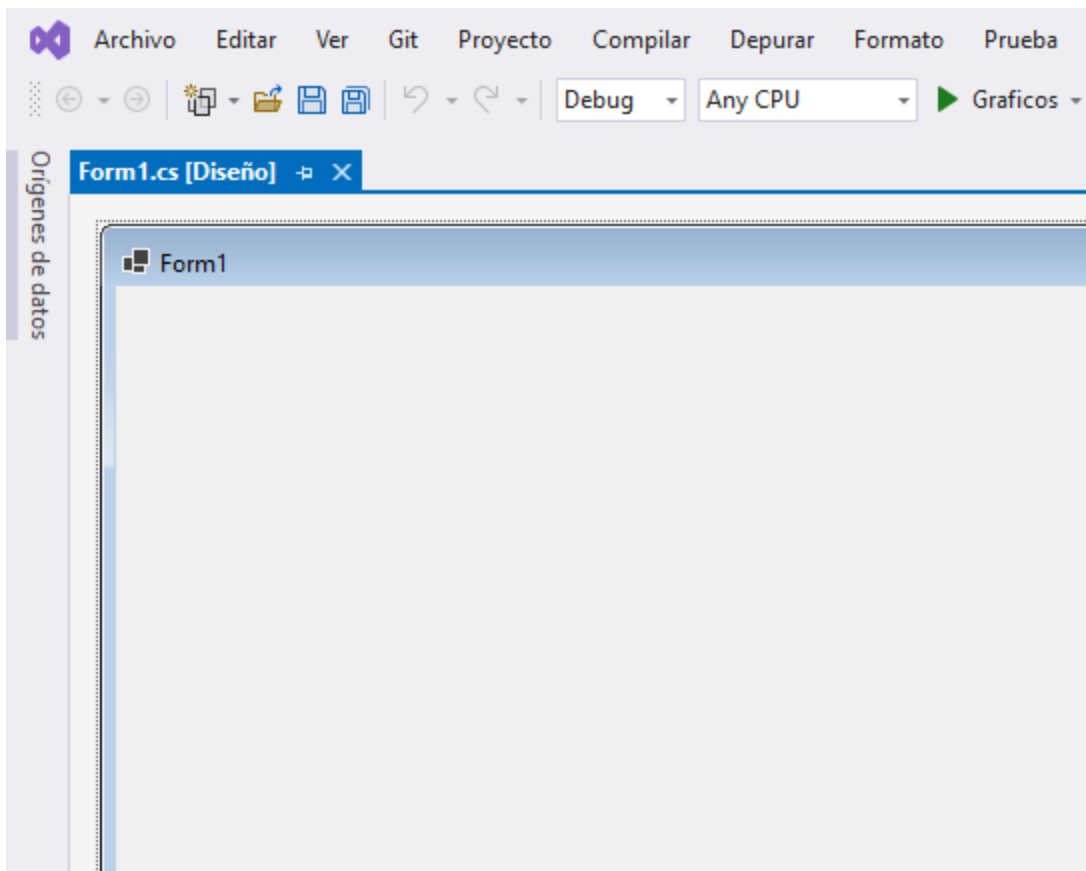 Archivo Editar Ver Git Proyecto Compilar Depurar Formato Prueba
Debug Any CPU Graficos
Orígenes de datos
Form1.cs [Diseño]
Form1